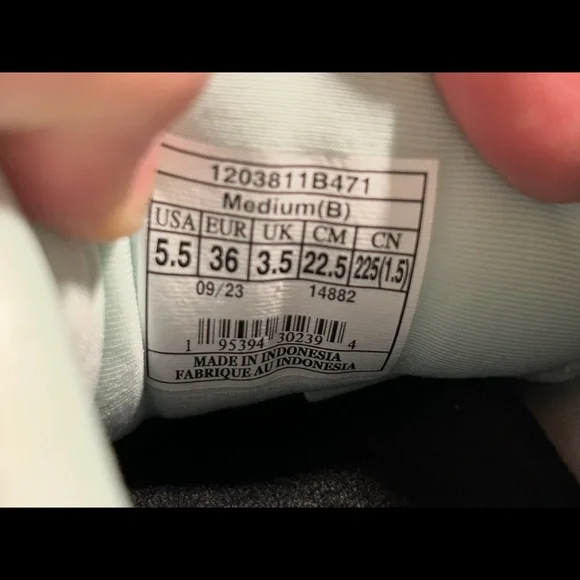 1203811B471
Medium(B)
USA EUR UK CM CN
5.5 36 3.5 22.5 225(1.5)
09/23 14882
1 95394 30239 4
MADE IN INDONESIA
FABRIQUE AU INDONESIA